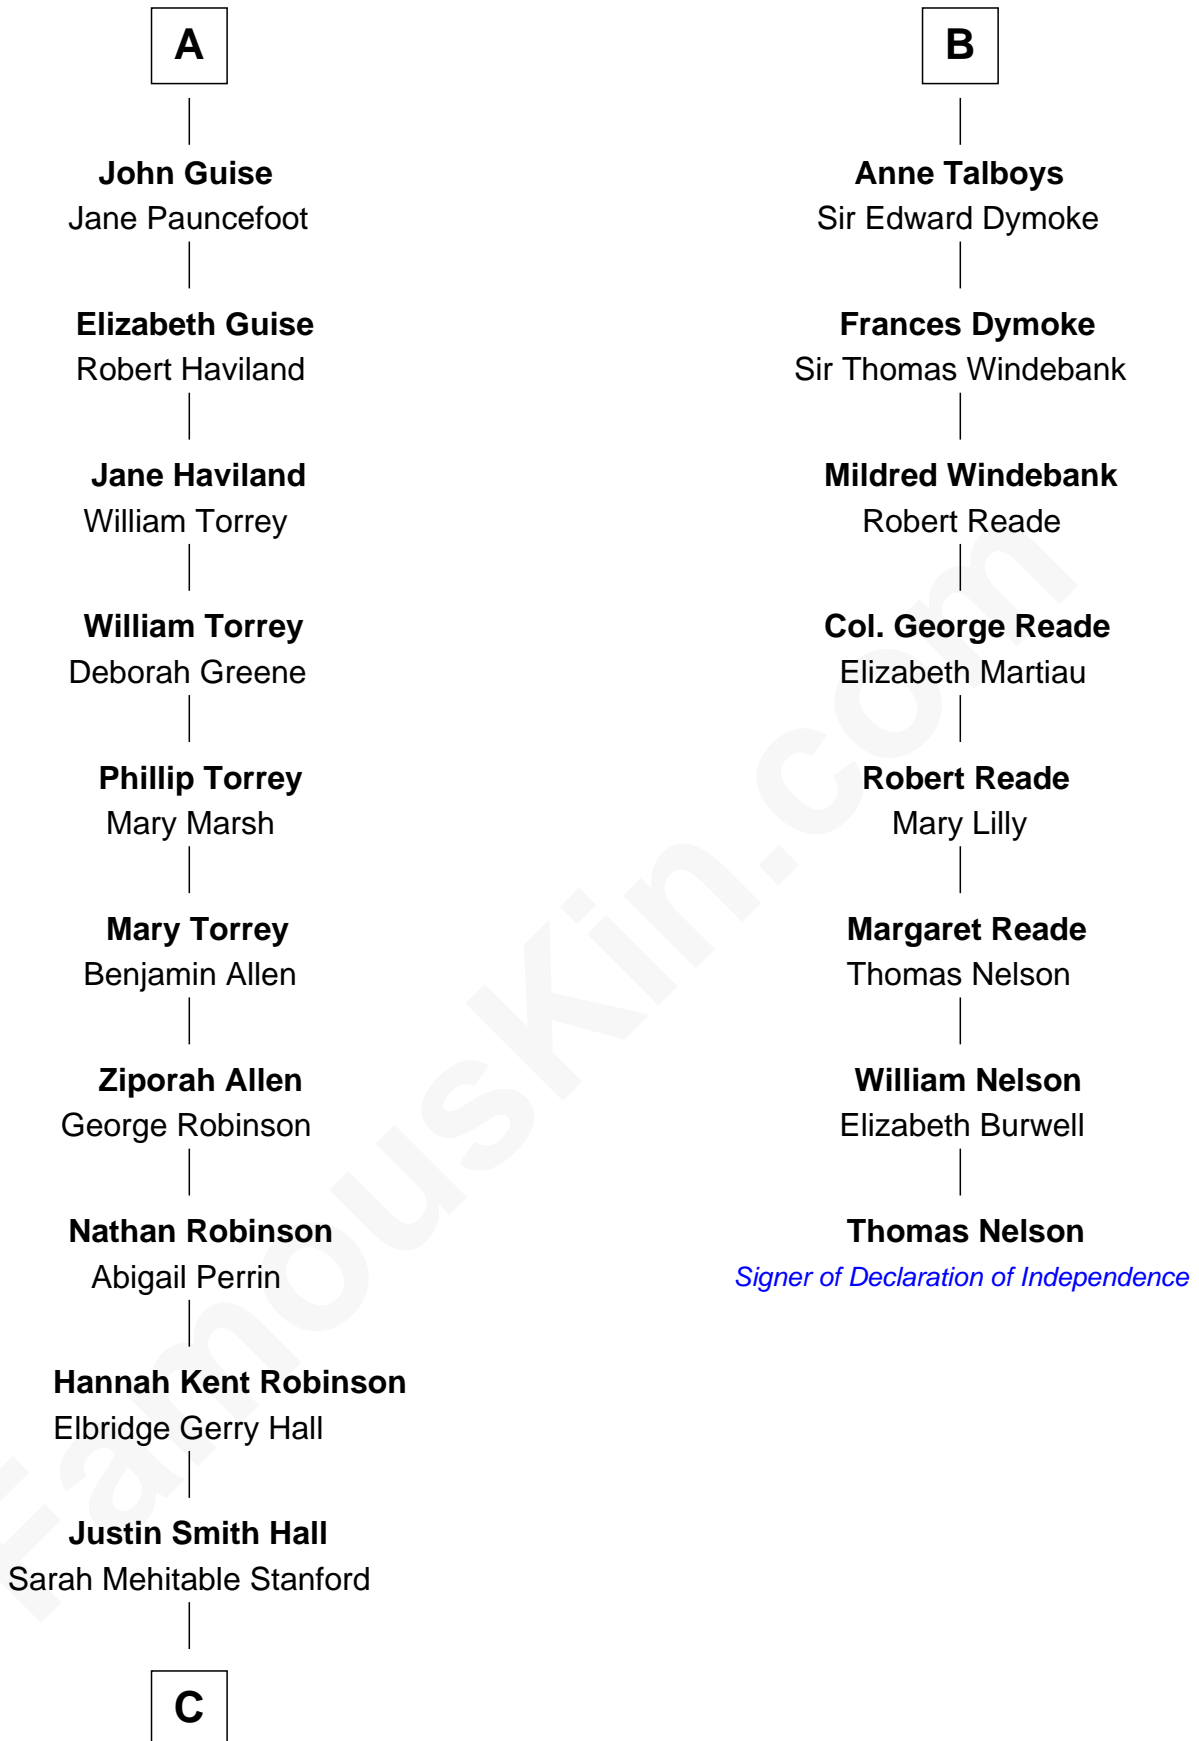 A
John Guise
Jane Pauncefoot
Elizabeth Guise
Robert Haviland
Jane Haviland
William Torrey
William Torrey
Deborah Greene
Phillip Torrey
Mary Marsh
Mary Torrey
Benjamin Allen
Ziporah Allen
George Robinson
Nathan Robinson
Abigail Perrin
Hannah Kent Robinson
Elbridge Gerry Hall
Justin Smith Hall
Sarah Mehitable Stanford
C
B
Anne Talboys
Sir Edward Dymoke
Frances Dymoke
Sir Thomas Windebank
Mildred Windebank
Robert Reade
Col. George Reade
Elizabeth Martiau
Robert Reade
Mary Lilly
Margaret Reade
Thomas Nelson
William Nelson
Elizabeth Burwell
Thomas Nelson
Signer of Declaration of Independence
FamousKin.com